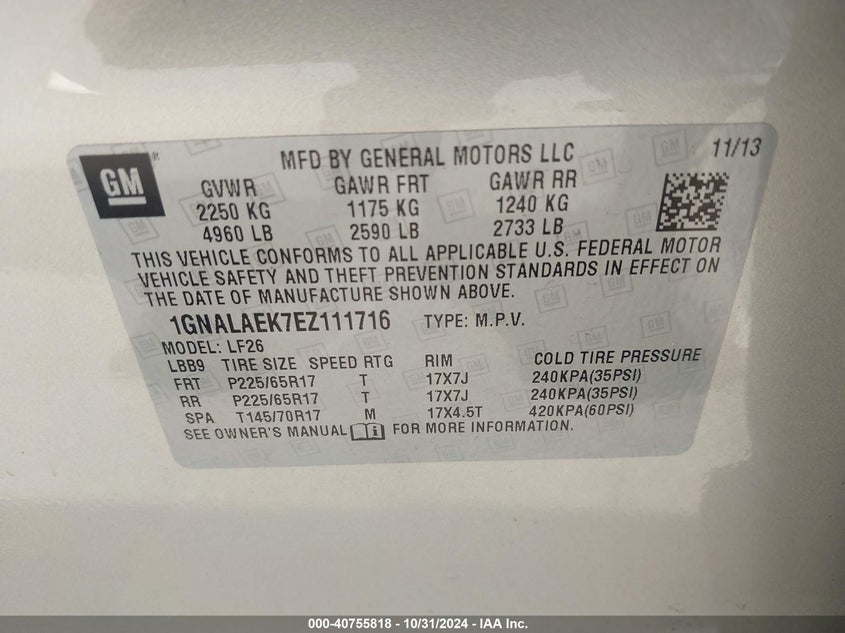 GM
MFD BY GENERAL MOTORS LLC 11/13
GVWR GAWR FRT GAWR RR
2250 KG 1175 KG 1240 KG
4960 LB 2590 LB 2733 LB
THIS VEHICLE CONFORMS TO ALL APPLICABLE U.S. FEDERAL MOTOR
VEHICLE SAFETY AND THEFT PREVENTION STANDARDS IN EFFECT ON
THE DATE OF MANUFACTURE SHOWN ABOVE.
1GNALAEK7EZ111716 TYPE: M.P.V.
MODEL: LF26
LBB9 TIRE SIZE SPEED RTG RIM COLD TIRE PRESSURE
FRT P225/65R17 T 17X7J 240KPA(35PSI)
RR P225/65R17 T 17X7J 240KPA(35PSI)
SPA T145/70R17 M 17X4.5T 420KPA(60PSI)
SEE OWNER'S MANUAL FOR MORE INFORMATION.
000-40755818 - 10/31/2024 - IAA Inc.